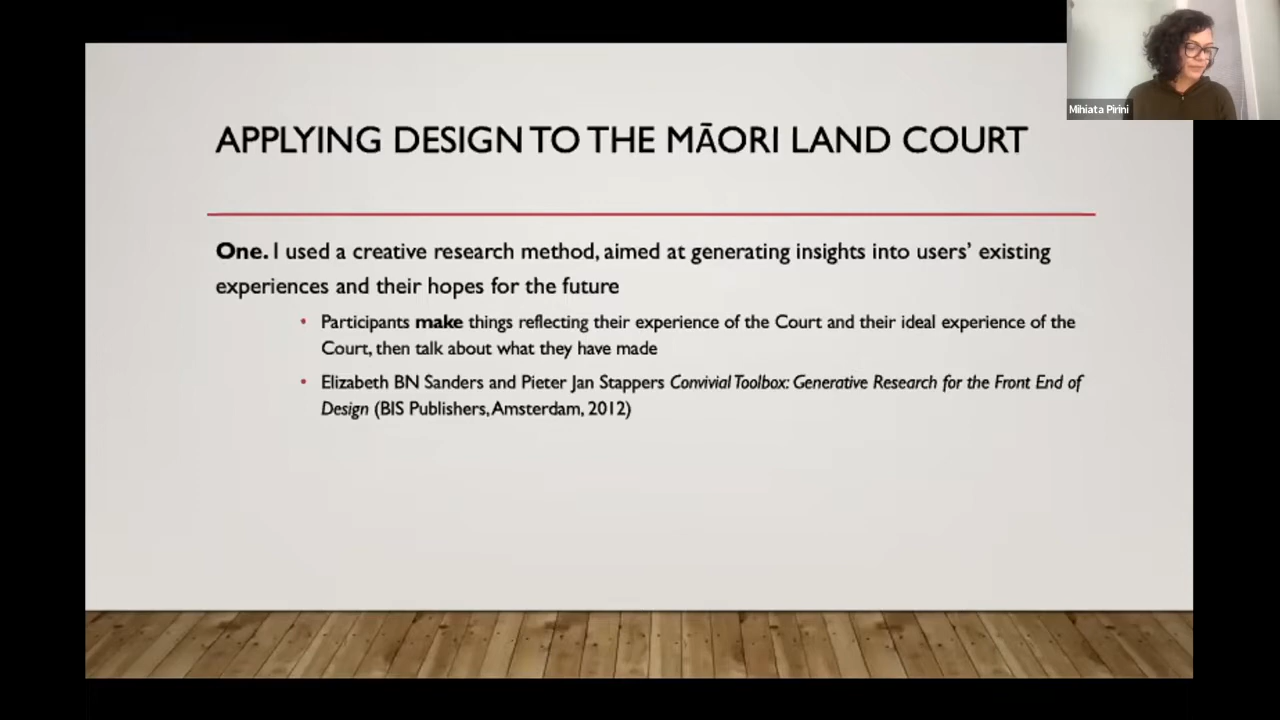 Mihiata Pirini
APPLYING DESIGN TO THE MĀORI LAND COURT
One. I used a creative research method, aimed at generating insights into users’ existing
experiences and their hopes for the future
• Participants make things reflecting their experience of the Court and their ideal experience of the
Court, then talk about what they have made
• Elizabeth BN Sanders and Pieter Jan Stappers Convivial Toolbox: Generative Research for the Front End of
Design (BIS Publishers, Amsterdam, 2012)